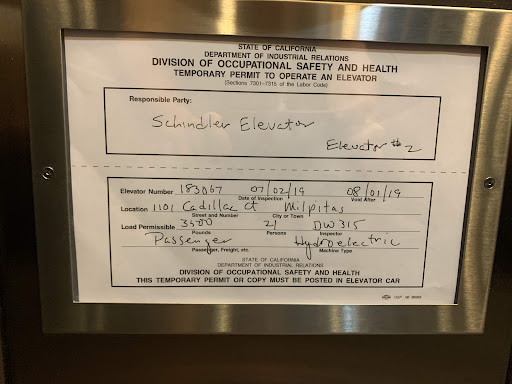 STATE OF CALIFORNIA
DEPARTMENT OF INDUSTRIAL RELATIONS
DIVISION OF OCCUPATIONAL SAFETY AND HEALTH
TEMPORARY PERMIT TO OPERATE AN ELEVATOR
(Sections 7301-7315 of the Labor Code)
Responsible Party:
Schindler Elevator
Elevator #2
Elevator Number 183067 07/02/19 08/01/19
Date of Inspection Void After
Location 1101 Cadillac Ct Milpitas
Street and Number City or Town
Load Permissible 3500 21 DW315
Pounds Persons Inspector
Passenger Hydroelectric
Passenger, Freight, etc. Machine Type
STATE OF CALIFORNIA
DEPARTMENT OF INDUSTRIAL RELATIONS
DIVISION OF OCCUPATIONAL SAFETY AND HEALTH
THIS TEMPORARY PERMIT OR COPY MUST BE POSTED IN ELEVATOR CAR